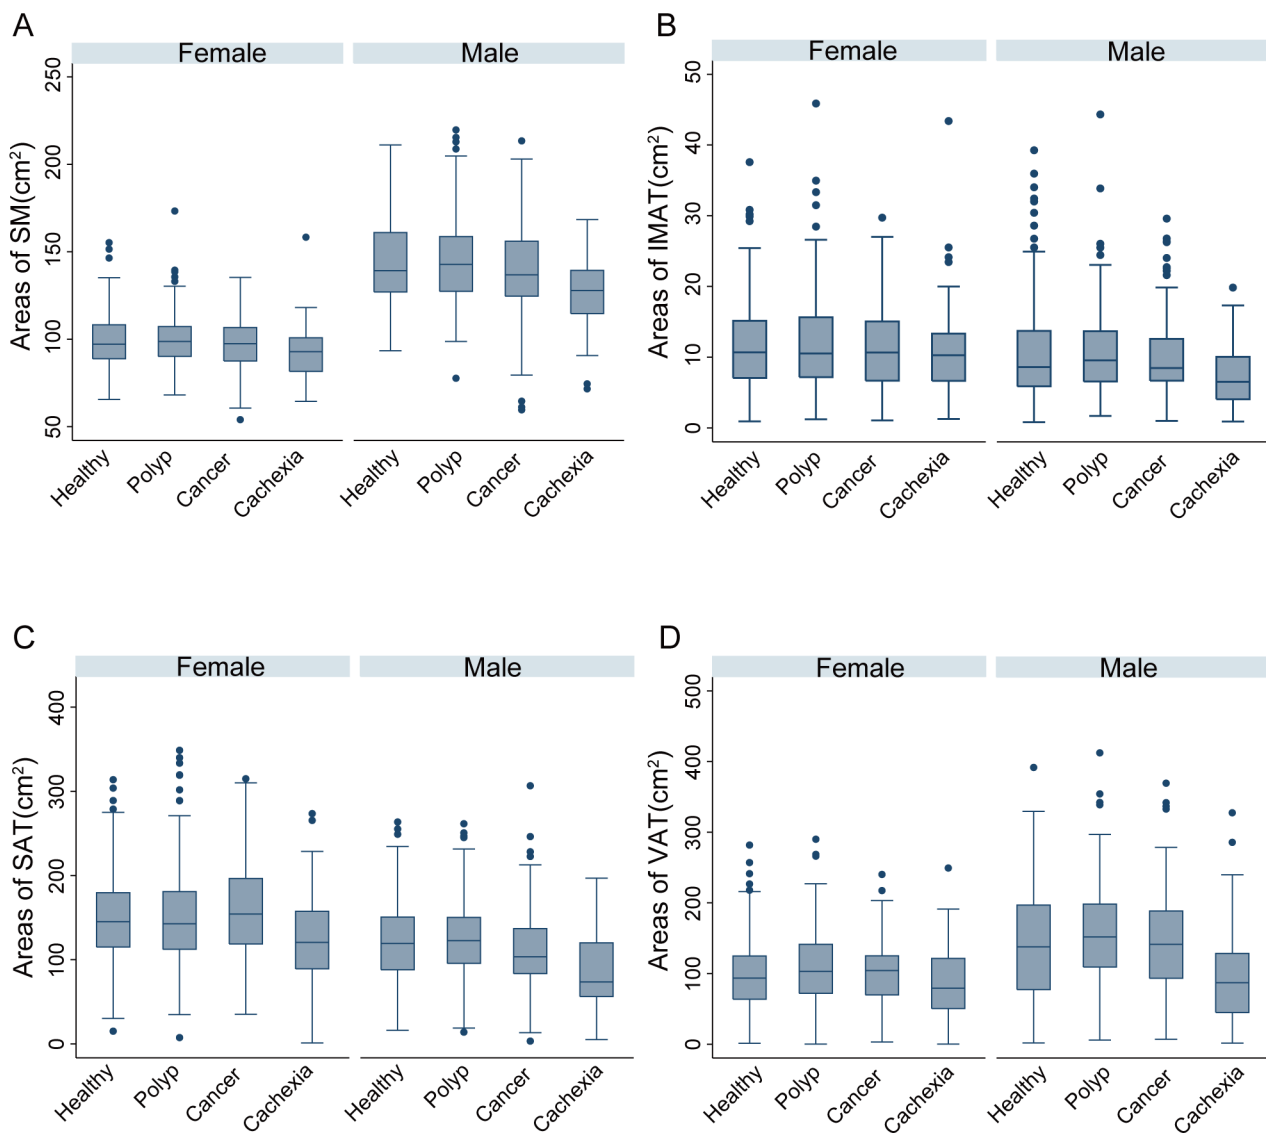 A
Female Male
Areas of SM(cm²)
250
200
150
100
50
Healthy Polyp Cancer Cachexia Healthy Polyp Cancer Cachexia
B
Female Male
Areas of IMAT(cm²)
50
40
30
20
10
0
Healthy Polyp Cancer Cachexia Healthy Polyp Cancer Cachexia
C
Female Male
Areas of SAT(cm²)
400
300
200
100
0
Healthy Polyp Cancer Cachexia Healthy Polyp Cancer Cachexia
D
Female Male
Areas of VAT(cm²)
500
400
300
200
100
0
Healthy Polyp Cancer Cachexia Healthy Polyp Cancer Cachexia